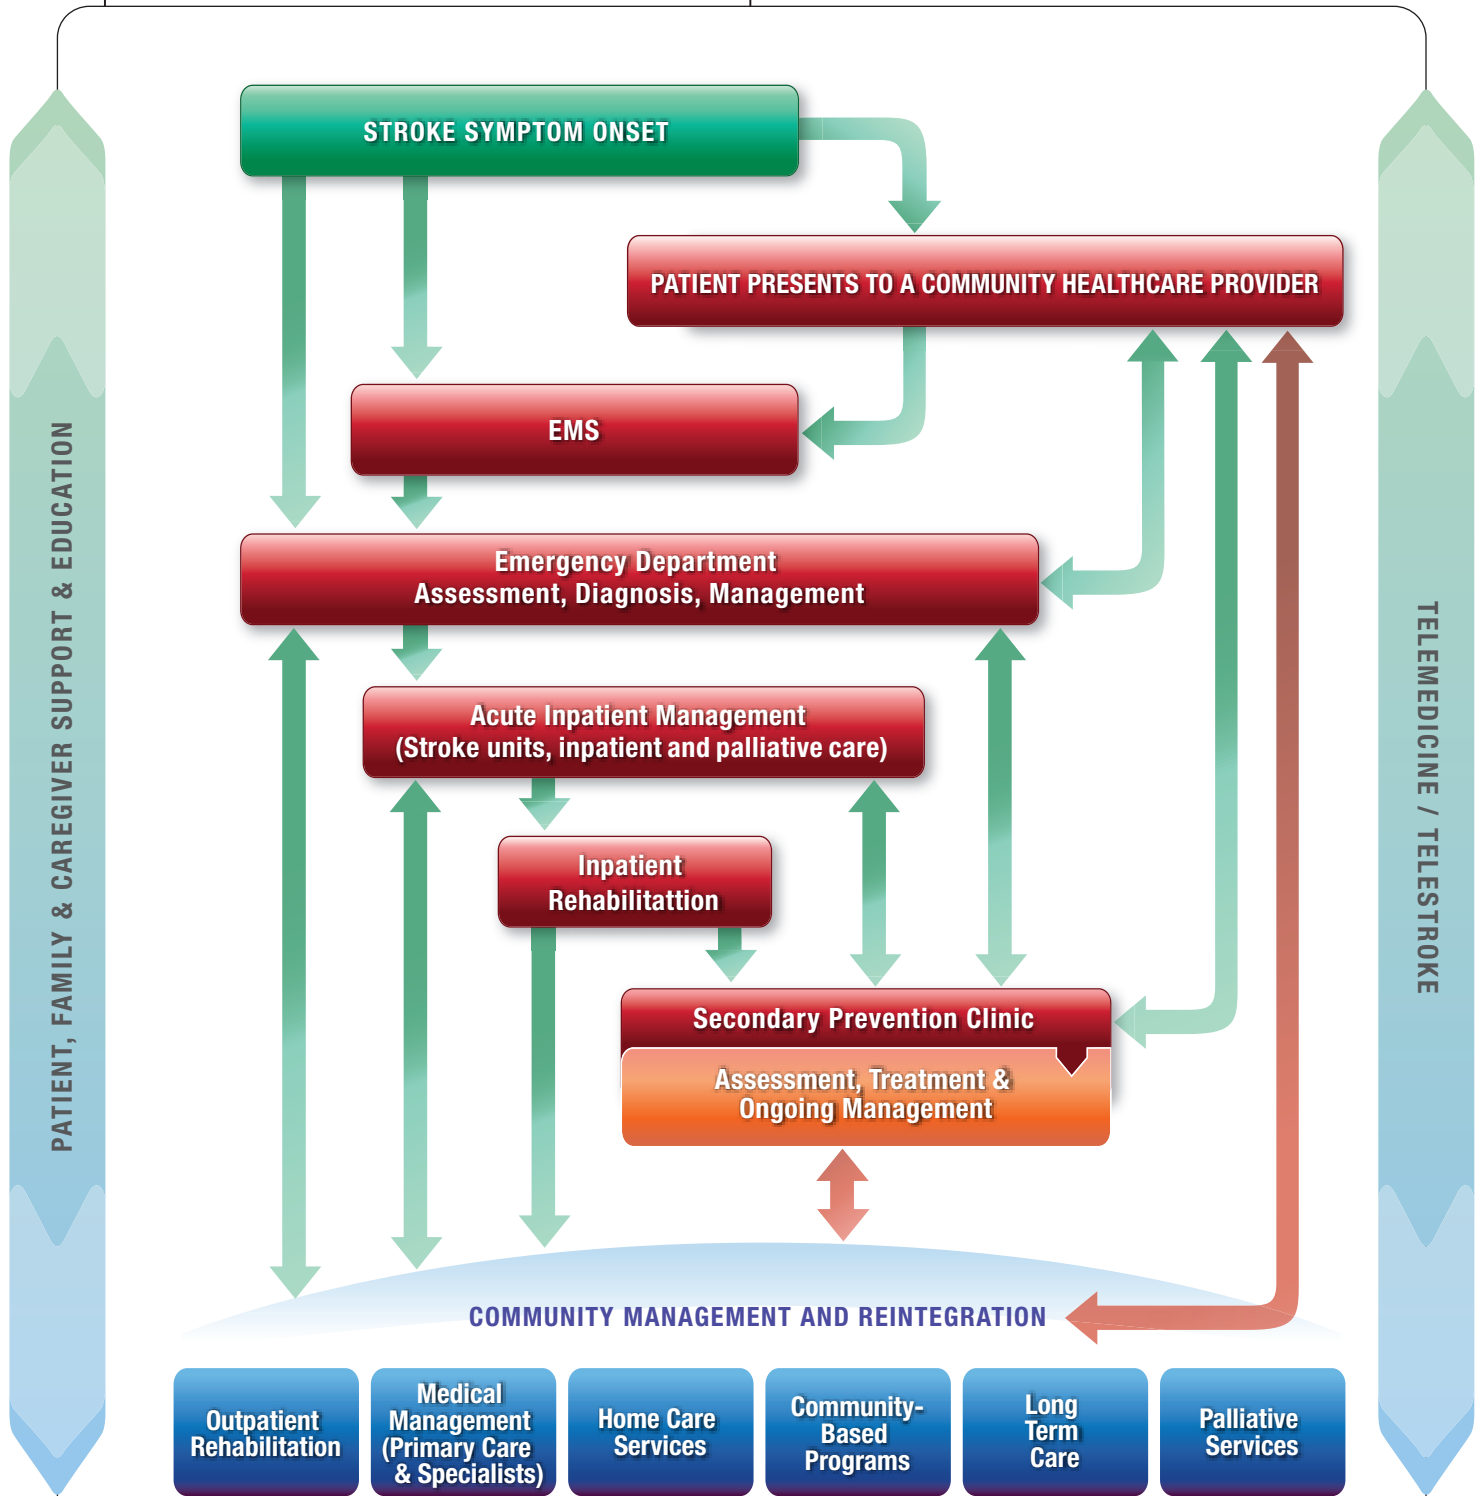 STROKE SYMPTOM ONSET
PATIENT PRESENTS TO A COMMUNITY HEALTHCARE PROVIDER
EMS
Emergency Department
Assessment, Diagnosis, Management
Acute Inpatient Management
(Stroke units, inpatient and palliative care)
Inpatient
Rehabilitattion
Secondary Prevention Clinic
Assessment, Treatment &
Ongoing Management
COMMUNITY MANAGEMENT AND REINTEGRATION
Outpatient
Rehabilitation
Medical
Management
(Primary Care
& Specialists)
Home Care
Services
Community-
Based
Programs
Long
Term
Care
Palliative
Services
PATIENT, FAMILY & CAREGIVER SUPPORT & EDUCATION
TELEMEDICINE / TELESTROKE